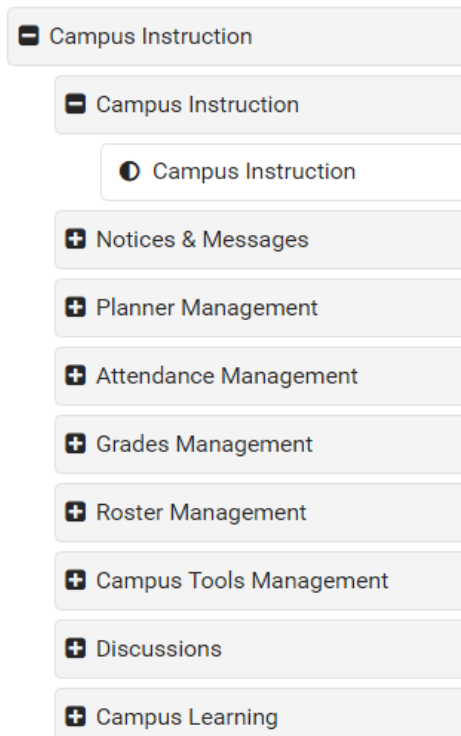 Campus Instruction
Campus Instruction
Campus Instruction
Notices & Messages
Planner Management
Attendance Management
Grades Management
Roster Management
Campus Tools Management
Discussions
Campus Learning